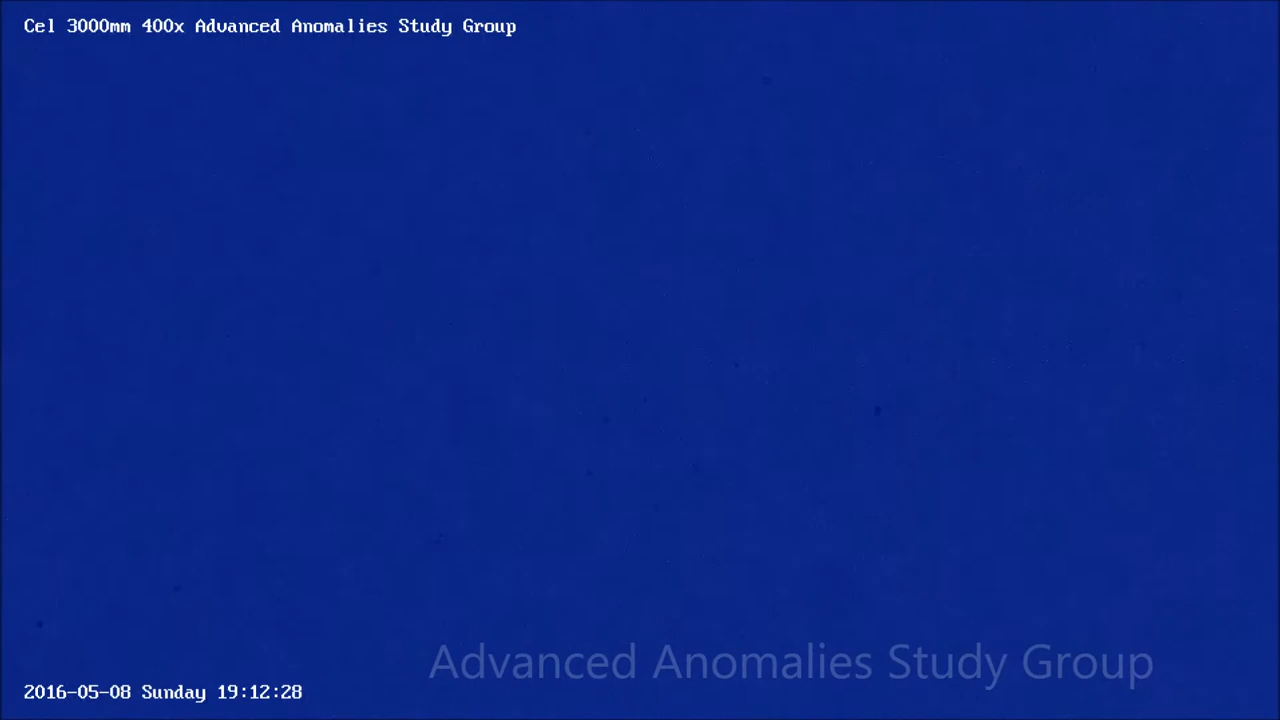 Cel 3000mm 400x Advanced Anomalies Study Group
Advanced Anomalies Study Group
2016-05-08 Sunday 19:12:28